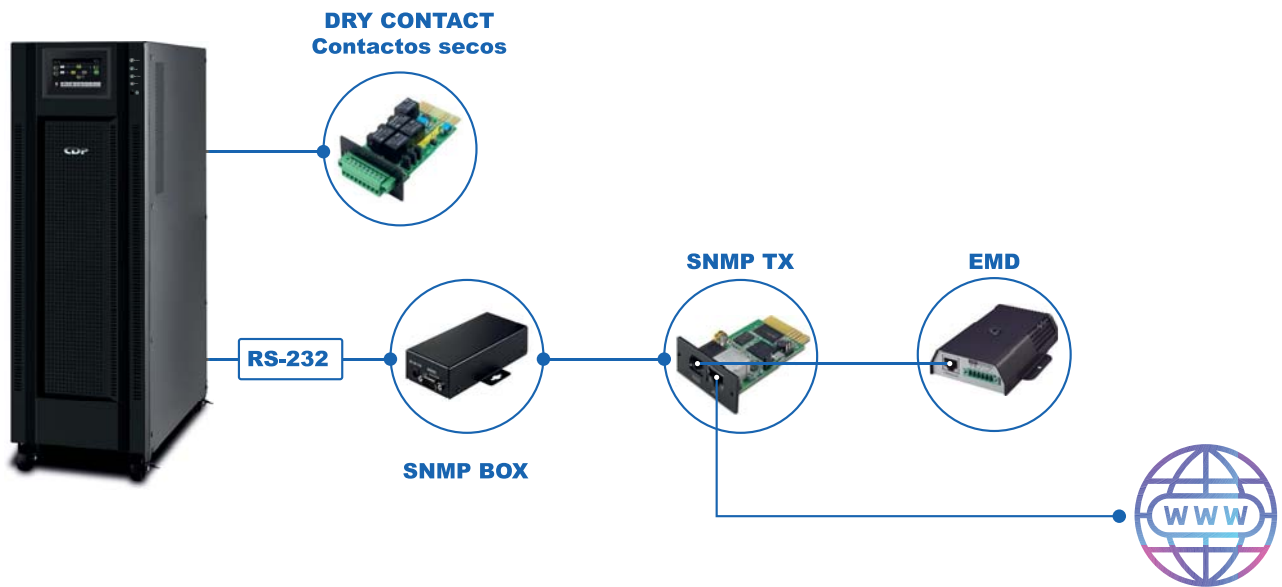 DRY CONTACT
Contactos secos
CDP
SNMP TX
EMD
RS-232
SNMP BOX
WWW